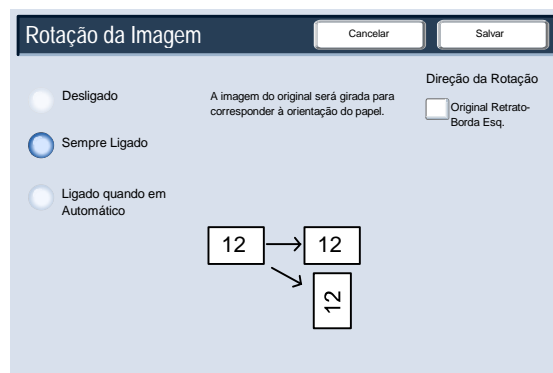 Rotação da Imagem
Cancelar
Salvar
Desligado
Sempre Ligado
Ligado quando em
Automático
A imagem do original será girada para
corresponder à orientação do papel.
Direção da Rotação
Original Retrato-
Borda Esq.
12
12
12